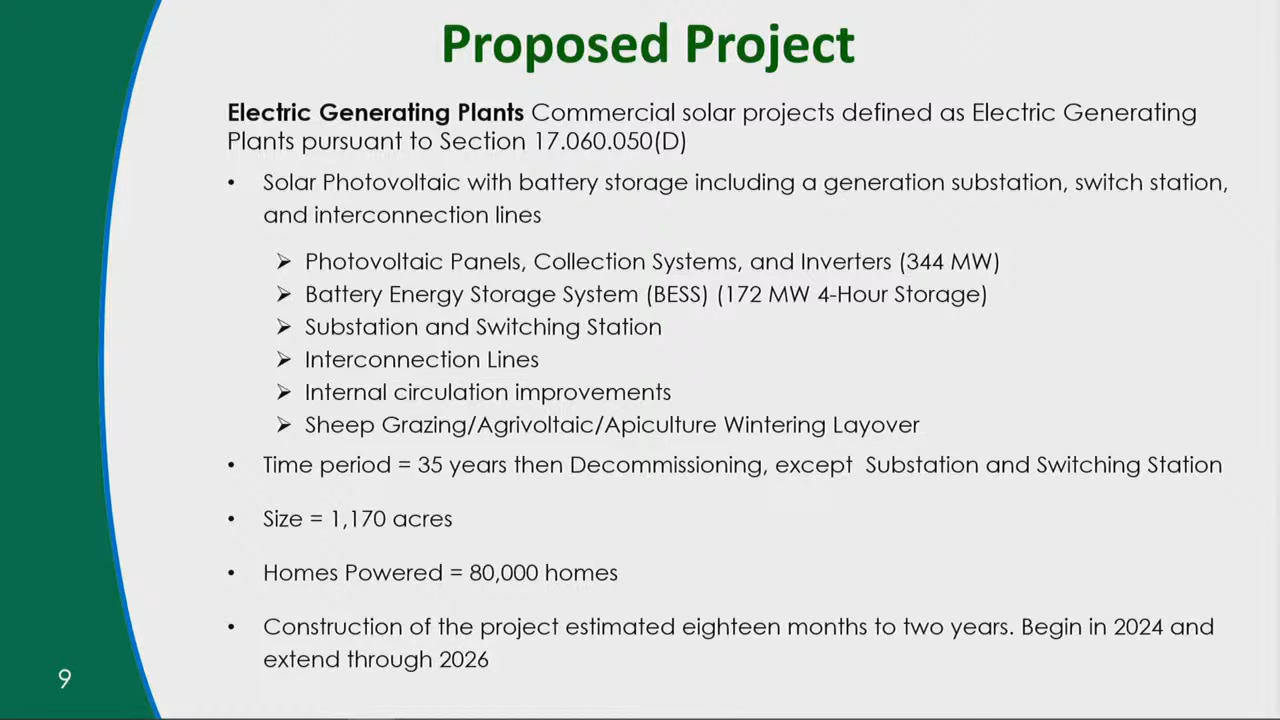 Proposed Project
Electric Generating Plants Commercial solar projects defined as Electric Generating
Plants pursuant to Section 17.060.050(D)
• Solar Photovoltaic with battery storage including a generation substation, switch station,
and interconnection lines
➢ Photovoltaic Panels, Collection Systems, and Inverters (344 MW)
➢ Battery Energy Storage System (BESS) (172 MW 4-Hour Storage)
➢ Substation and Switching Station
➢ Interconnection Lines
➢ Internal circulation improvements
➢ Sheep Grazing/Agrivoltaic/Apiculture Wintering Layover
• Time period = 35 years then Decommissioning, except Substation and Switching Station
• Size = 1,170 acres
• Homes Powered = 80,000 homes
• Construction of the project estimated eighteen months to two years. Begin in 2024 and
extend through 2026
9